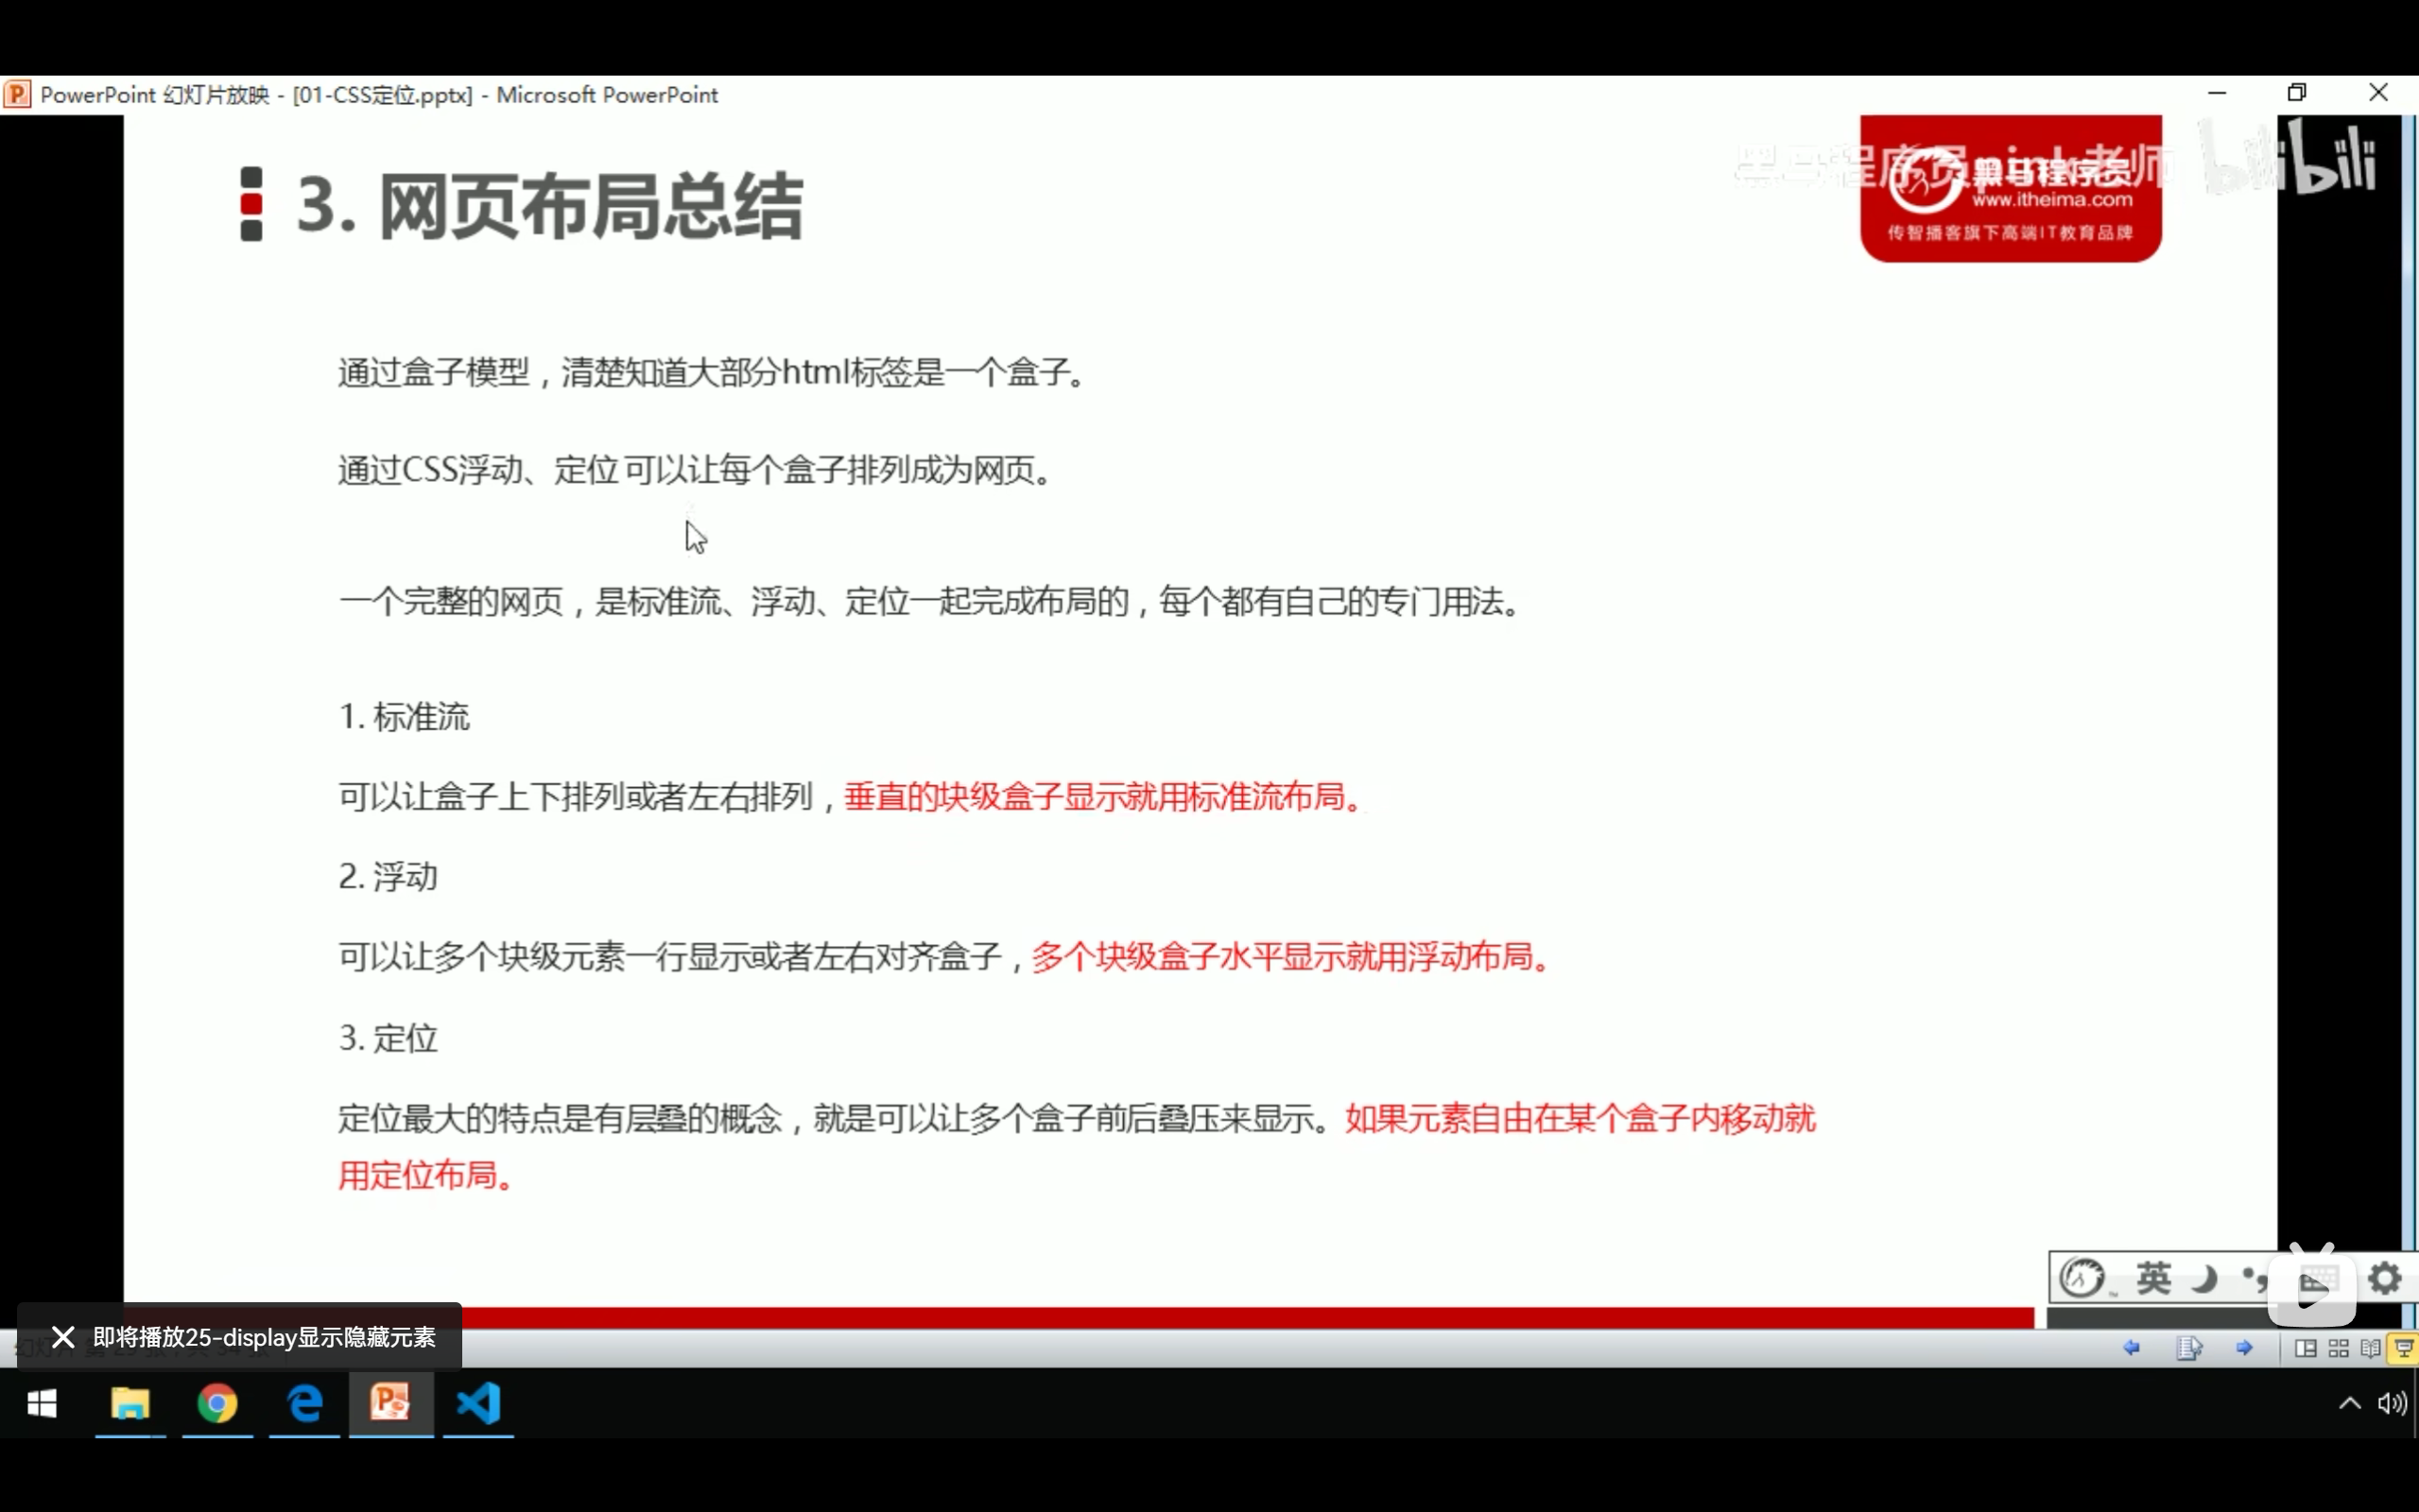 PowerPoint 幻灯片放映 - [01-CSS定位.pptx] - Microsoft PowerPoint
3. 网页布局总结
黑马程序员pink老师
bilibili
黑马程序员
www.itheima.com
传智播客旗下高端IT教育品牌
通过盒子模型，清楚知道大部分html标签是一个盒子。
通过CSS浮动、定位 可以让每个盒子排列成为网页。
一个完整的网页，是标准流、浮动、定位一起完成布局的，每个都有自己的专门用法。
1. 标准流
可以让盒子上下排列或者左右排列，垂直的块级盒子显示就用标准流布局。
2. 浮动
可以让多个块级元素一行显示或者左右对齐盒子，多个块级盒子水平显示就用浮动布局。
3. 定位
定位最大的特点是有层叠的概念，就是可以让多个盒子前后叠压来显示。如果元素自由在某个盒子内移动就
用定位布局。
英
即将播放25-display显示隐藏元素